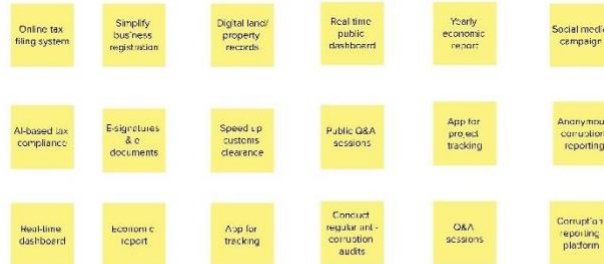 Online tax
filing system
Simplify
business
registration
Digital land/
property
records
Real time
public
dashboard
Yearly
economic
report
Social media
campaign
AI-based tax
compliance
E-signatures
& e
documents
Speed up
customs
clearance
Public Q&A
sessions
App for
project
tracking
Anonymou
corruption
reporting
Real-time
dashboard
Economic
report
App for
tracking
Conduct
regular anti-
corruption
audits
Q&A
sessions
Corruption
reporting
platform